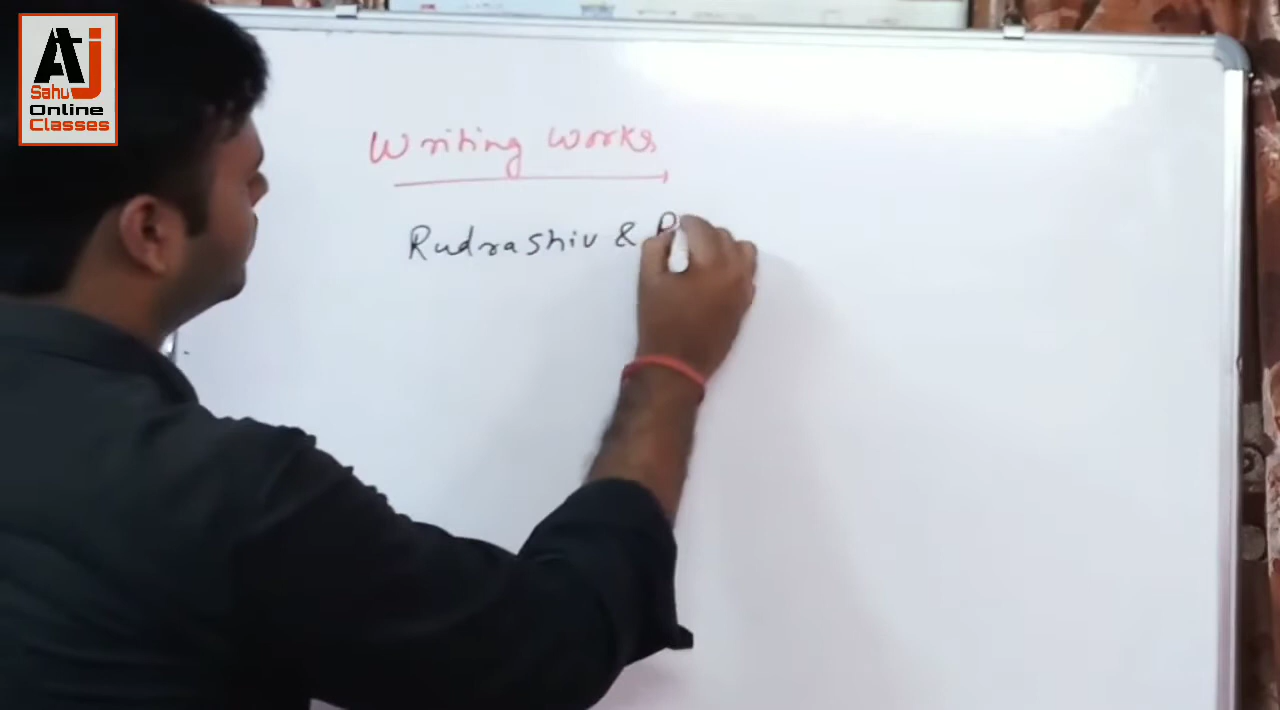 AJ
Sahu
Online
Classes
Writing Works
Rudrashiv &